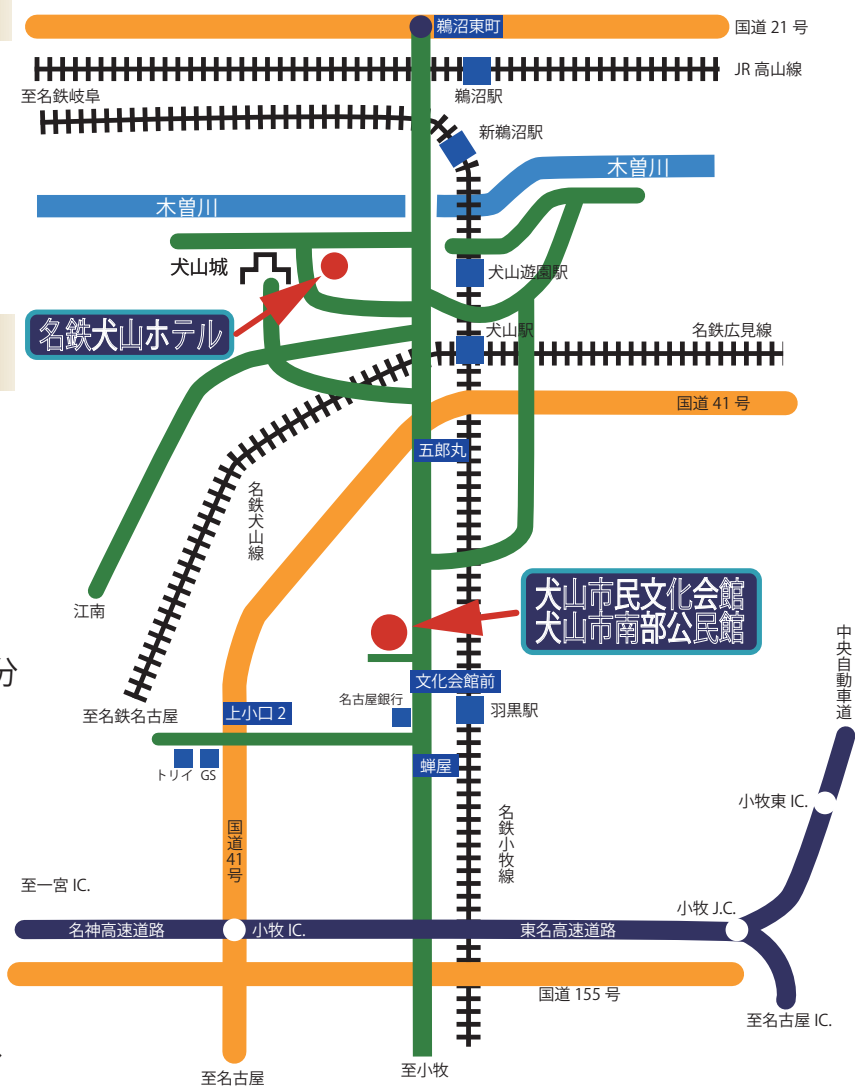 鵜沼東町
国道 21 号
JR 高山線
至名鉄岐阜
鵜沼駅
新鵜沼駅
木曽川
木曽川
犬山城
犬山遊園駅
名鉄犬山ホテル
犬山駅
名鉄広見線
国道 41 号
五郎丸
名鉄犬山線
江南
犬山市民文化会館
犬山市南部公民館
中央自動車道
分
文化会館前
名古屋銀行
至名鉄名古屋
上小口 2
羽黒駅
蝉屋
トリイ
GS
小牧東 IC.
名鉄小牧線
国道41号
至一宮 IC.
小牧 J.C.
名神高速道路
小牧 IC.
東名高速道路
国道 155 号
至名古屋 IC.
至小牧
至名古屋